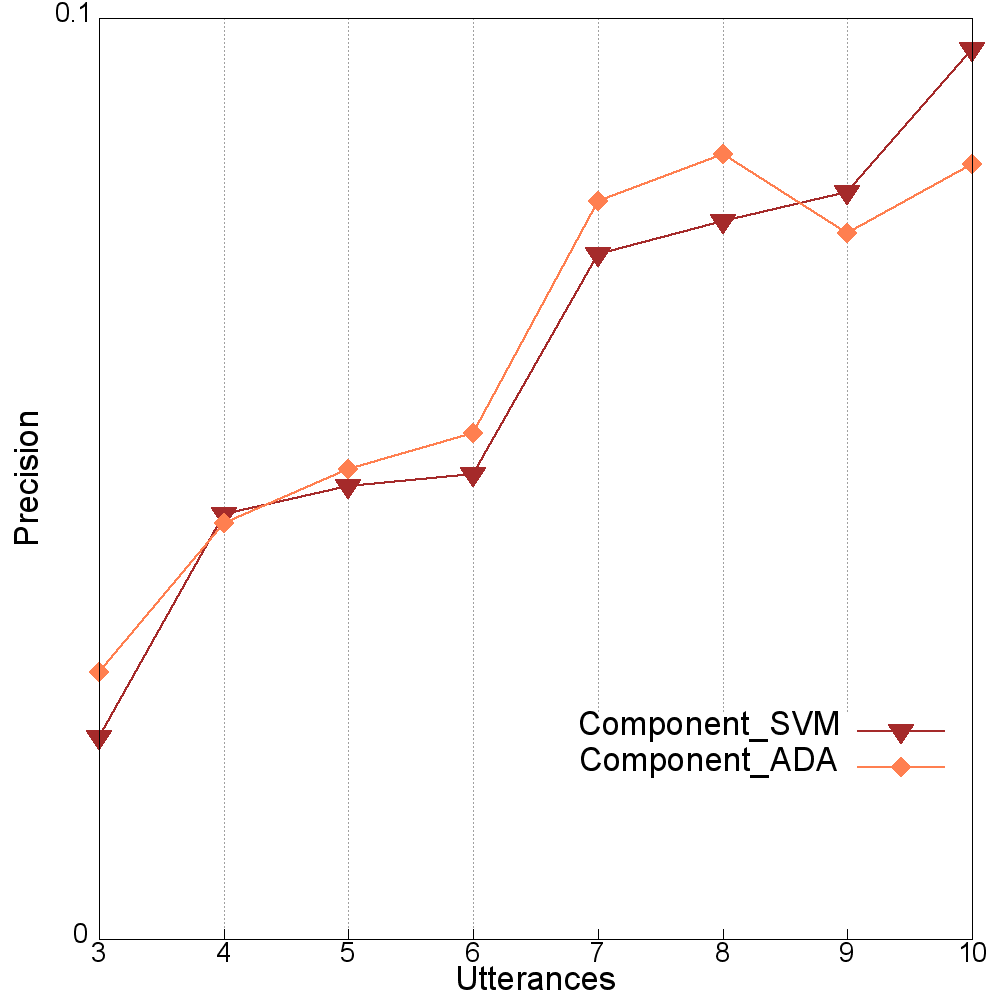 0.1
Precision
Component_SVM
Component_ADA
0
3 4 5 6 7 8 9 10
Utterances